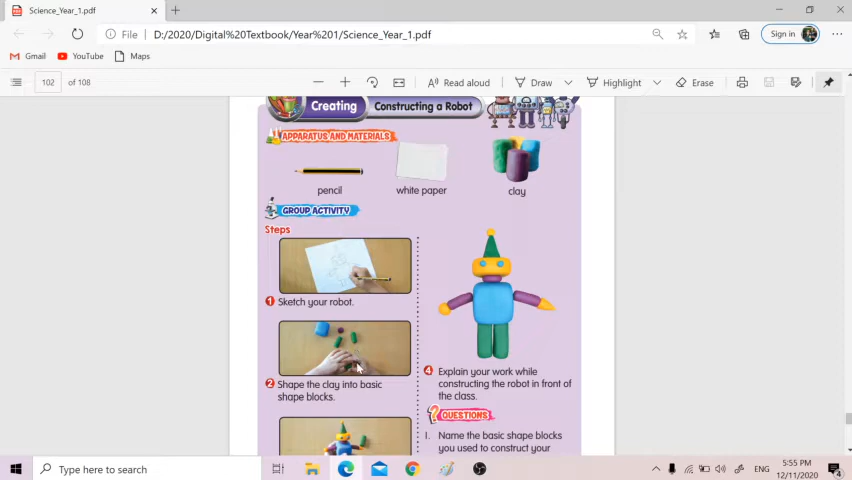 Science_Year_1.pdf
File
D:/2020/Digital%20Textbook/Year%201/Science_Year_1.pdf
Sign in
Gmail
YouTube
Maps
102
of 108
Read aloud
Draw
Highlight
Erase
Creating
Constructing a Robot
APPARATUS AND MATERIALS
pencil
white paper
clay
GROUP ACTIVITY
Steps
1 Sketch your robot.
2 Shape the clay into basic
shape blocks.
4 Explain your work while
constructing the robot in front of
the class.
? QUESTIONS
1. Name the basic shape blocks
you used to construct your
Type here to search
ENG
5:55 PM
12/11/2020
4